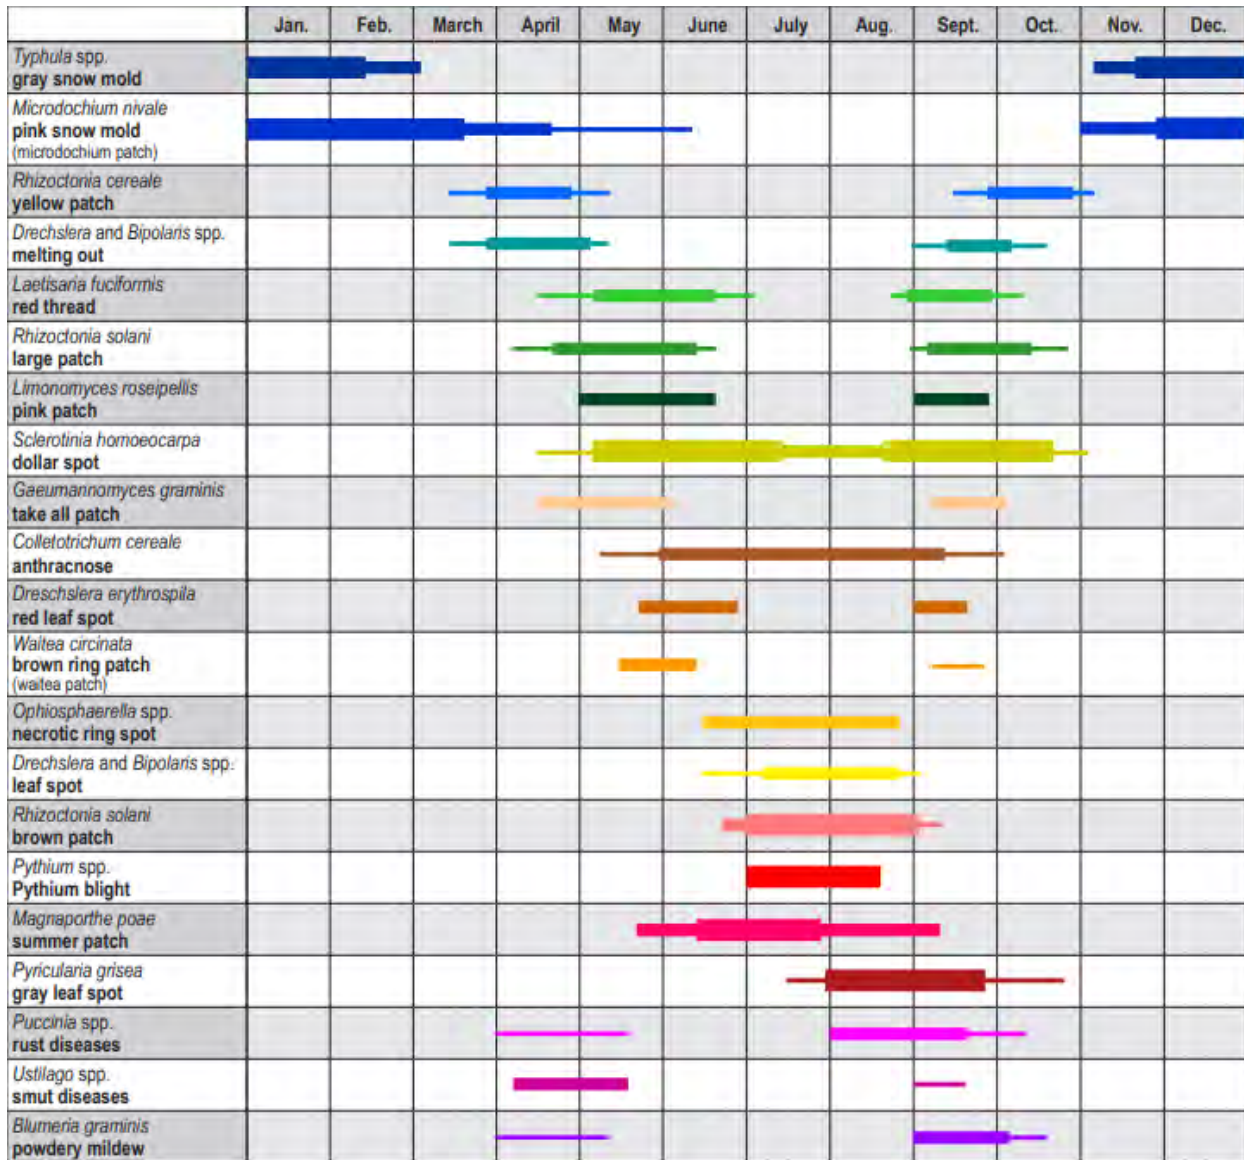 Jan. Feb. March April May June July Aug. Sept. Oct. Nov. Dec.
Typhula spp.
gray snow mold
Microdochium nivale
pink snow mold
(microdochium patch)
Rhizoctonia cereale
yellow patch
Drechslera and Bipolaris spp.
melting out
Laetisaria fuciformis
red thread
Rhizoctonia solani
large patch
Limonomyces roseipellis
pink patch
Sclerotinia homoeocarpa
dollar spot
Gaeumannomyces graminis
take all patch
Colletotrichum cereale
anthracnose
Dreschslera erythrospila
red leaf spot
Waitea circinata
brown ring patch
(waitea patch)
Ophiosphaerella spp.
necrotic ring spot
Drechslera and Bipolaris spp.
leaf spot
Rhizoctonia solani
brown patch
Pythium spp.
Pythium blight
Magnaporthe poae
summer patch
Pyricularia grisea
gray leaf spot
Puccinia spp.
rust diseases
Ustilago spp.
smut diseases
Blumeria graminis
powdery mildew